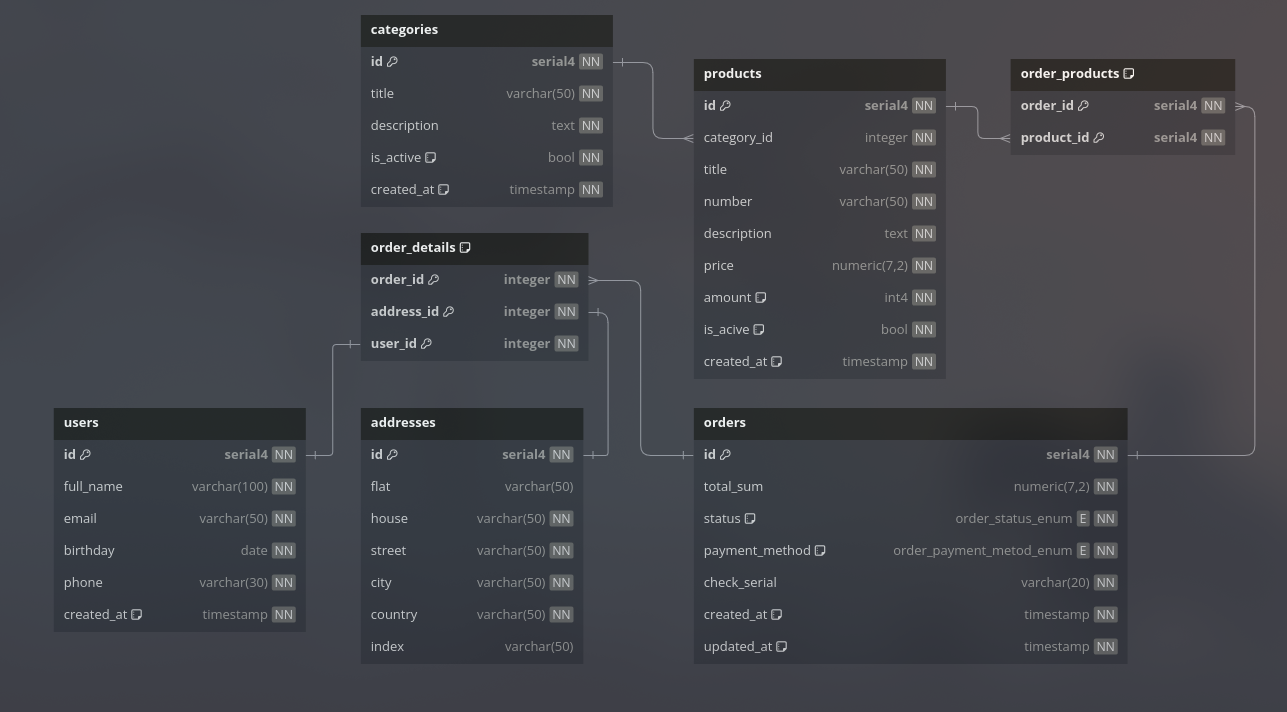 categories
id serial4 NN
title varchar(50) NN
description text NN
is_active bool NN
created_at timestamp NN
products
id serial4 NN
category_id integer NN
title varchar(50) NN
number varchar(50) NN
description text NN
price numeric(7,2) NN
amount int4 NN
is_acive bool NN
created_at timestamp NN
order_products
order_id serial4 NN
product_id serial4 NN
order_details
order_id integer NN
address_id integer NN
user_id integer NN
users
id serial4 NN
full_name varchar(100) NN
email varchar(50) NN
birthday date NN
phone varchar(30) NN
created_at timestamp NN
addresses
id serial4 NN
flat varchar(50)
house varchar(50) NN
street varchar(50) NN
city varchar(50) NN
country varchar(50) NN
index varchar(50)
orders
id serial4 NN
total_sum numeric(7,2) NN
status order_status_enum E NN
payment_method order_payment_metod_enum E NN
check_serial varchar(20) NN
created_at timestamp NN
updated_at timestamp NN